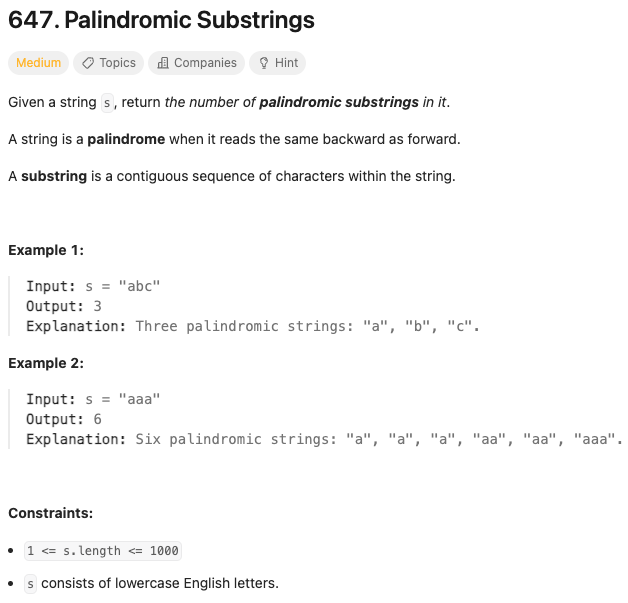 647. Palindromic Substrings
Medium Topics Companies Hint
Given a string s, return the number of palindromic substrings in it.
A string is a palindrome when it reads the same backward as forward.
A substring is a contiguous sequence of characters within the string.
Example 1:
Input: s = "abc"
Output: 3
Explanation: Three palindromic strings: "a", "b", "c".
Example 2:
Input: s = "aaa"
Output: 6
Explanation: Six palindromic strings: "a", "a", "a", "aa", "aa", "aaa".
Constraints:
• 1 <= s.length <= 1000
• s consists of lowercase English letters.